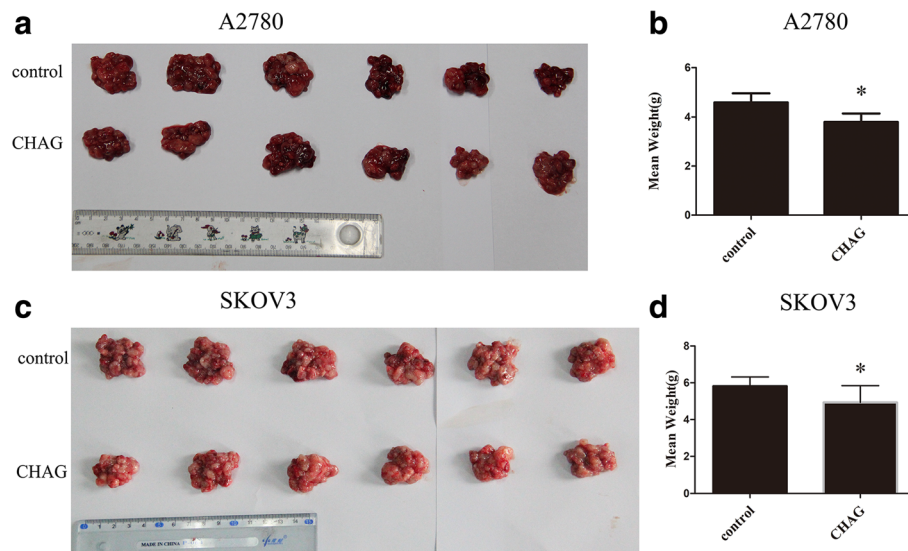 a
A2780
control
CHAG
b
A2780
Mean Weight(g)
6
4
2
0
*
control
CHAG
c
SKOV3
control
CHAG
MADE IN CHINA
d
SKOV3
Mean Weight(g)
8
6
4
2
0
*
control
CHAG